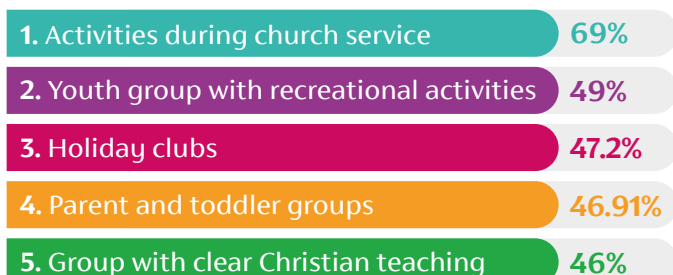 1. Activities during church service 69%
2. Youth group with recreational activities 49%
3. Holiday clubs 47.2%
4. Parent and toddler groups 46.91%
5. Group with clear Christian teaching 46%